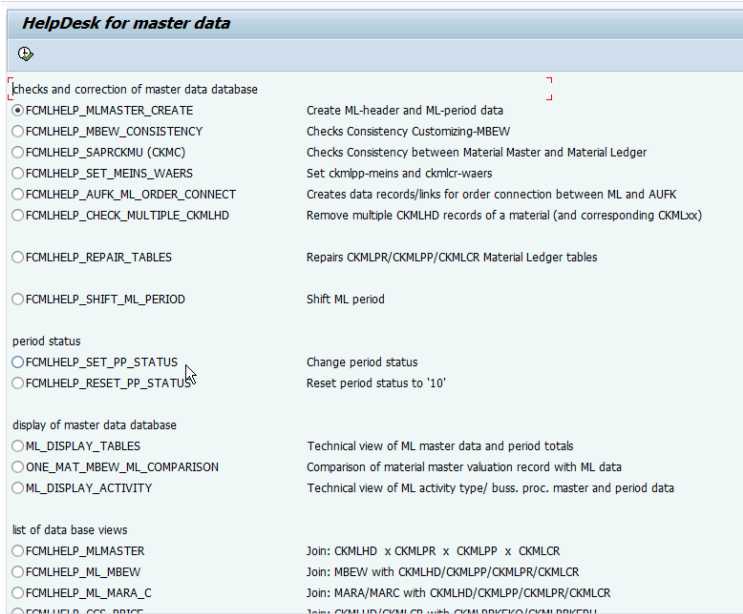 HelpDesk for master data
checks and correction of master data database
FCMLHELP_MLMASTER_CREATE Create ML-header and ML-period data
FCMLHELP_MBEW_CONSISTENCY Checks Consistency Customizing-MBEW
FCMLHELP_SAPRCKMU (CKMC) Checks Consistency between Material Master and Material Ledger
FCMLHELP_SET_MEINS_WAERS Set ckmlpp-meins and ckmlcr-waers
FCMLHELP_AUFK_ML_ORDER_CONNECT Creates data records/links for order connection between ML and AUFK
FCMLHELP_CHECK_MULTIPLE_CKMLHD Remove multiple CKMLHD records of a material (and corresponding CKMLxx)
FCMLHELP_REPAIR_TABLES Repairs CKMLPR/CKMLPP/CKMLCR Material Ledger tables
FCMLHELP_SHIFT_ML_PERIOD Shift ML period
period status
FCMLHELP_SET_PP_STATUS Change period status
FCMLHELP_RESET_PP_STATUS Reset period status to '10'
display of master data database
ML_DISPLAY_TABLES Technical view of ML master data and period totals
ONE_MAT_MBEW_ML_COMPARISON Comparison of material master valuation record with ML data
ML_DISPLAY_ACTIVITY Technical view of ML activity type/ buss. proc. master and period data
list of data base views
FCMLHELP_MLMASTER Join: CKMLHD x CKMLPR x CKMLPP x CKMLCR
FCMLHELP_ML_MBEW Join: MBEW with CKMLHD/CKMLPP/CKMLPR/CKMLCR
FCMLHELP_ML_MARA_C Join: MARA/MARC with CKMLHD/CKMLPP/CKMLPR/CKMLCR
FCMLHELP_CCS_PRICE Join: CKMLHD/CKMLCR with CKMLPRKEKO/CKMLPRKEPH